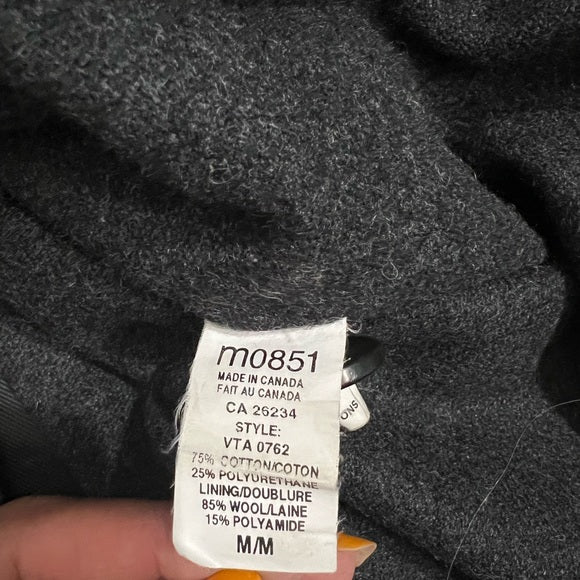 m0851
MADE IN CANADA
FAIT AU CANADA
CA 26234
STYLE:
VTA 0762
75% COTTON/COTON
25% POLYURETHANE
LINING/DOUBLURE
85% WOOL/LAINE
15% POLYAMIDE
M/M